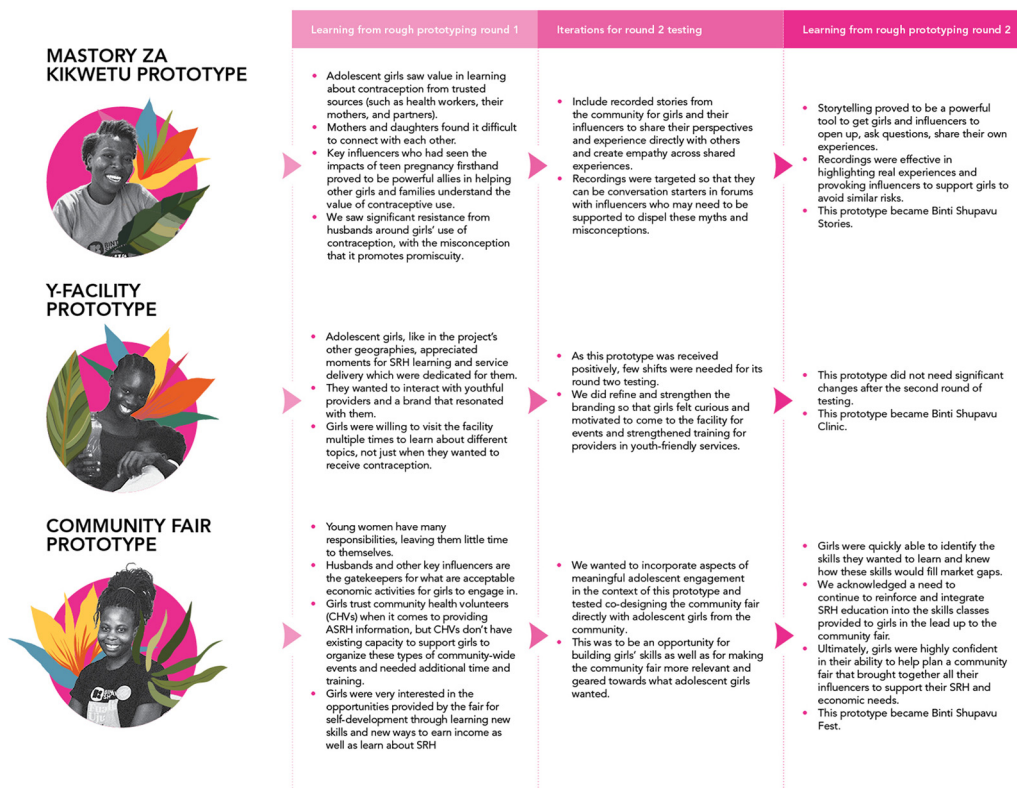 Learning from rough prototyping round 1
Iterations for round 2 testing
Learning from rough prototyping round 2
MASTORY ZA
KIKWETU PROTOTYPE
• Adolescent girls saw value in learning
about contraception from trusted
sources (such as health workers, their
mothers, and partners).
• Mothers and daughters found it difficult
to connect with each other.
• Key influencers who had seen the
impacts of teen pregnancy firsthand
proved to be powerful allies in helping
other girls and families understand the
value of contraceptive use.
• We saw significant resistance from
husbands around girls' use of
contraception, with the misconception
that it promotes promiscuity.
• Include recorded stories from
the community for girls and their
influencers to share their perspectives
and experience directly with others
and create empathy across shared
experiences.
• Recordings were targeted so that they
can be conversation starters in forums
with influencers who may need to be
supported to dispel these myths and
misconceptions.
• Storytelling proved to be a powerful
tool to get girls and influencers to
open up, ask questions, share their own
experiences.
• Recordings were effective in
highlighting real experiences and
provoking influencers to support girls to
avoid similar risks.
• This prototype became Binti Shupavu
Stories.
Y-FACILITY
PROTOTYPE
• Adolescent girls, like in the project's
other geographies, appreciated
moments for SRH learning and service
delivery which were dedicated for them.
• They wanted to interact with youthful
providers and a brand that resonated
with them.
• Girls were willing to visit the facility
multiple times to learn about different
topics, not just when they wanted to
receive contraception.
• As this prototype was received
positively, few shifts were needed for its
round two testing.
• We did refine and strengthen the
branding so that girls felt curious and
motivated to come to the facility for
events and strengthened training for
providers in youth-friendly services.
• This prototype did not need significant
changes after the second round of
testing.
• This prototype became Binti Shupavu
Clinic.
COMMUNITY FAIR
PROTOTYPE
• Young women have many
responsibilities, leaving them little time
to themselves.
• Husbands and other key influencers are
the gatekeepers for what are acceptable
economic activities for girls to engage in.
• Girls trust community health volunteers
(CHVs) when it comes to providing
ASRH information, but CHVs don't have
existing capacity to support girls to
organize these types of community-wide
events and needed additional time and
training.
• Girls were very interested in the
opportunities provided by the fair for
self-development through learning new
skills and new ways to earn income as
well as learn about SRH
• We wanted to incorporate aspects of
meaningful adolescent engagement
in the context of this prototype and
tested co-designing the community fair
directly with adolescent girls from the
community.
• This was to be an opportunity for
building girls' skills as well as for making
the community fair more relevant and
geared towards what adolescent girls
wanted.
• Girls were quickly able to identify the
skills they wanted to learn and knew
how these skills would fill market gaps.
• We acknowledged a need to
continue to reinforce and integrate
SRH education into the skills classes
provided to girls in the lead up to the
community fair.
• Ultimately, girls were highly confident
in their ability to help plan a community
fair that brought together all their
influencers to support their SRH and
economic needs.
• This prototype became Binti Shupavu
Fest.